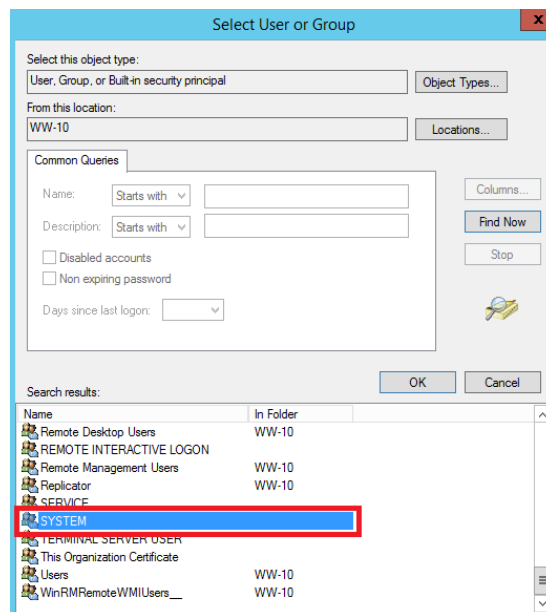 Select User or Group
x
Select this object type:
User, Group, or Built-in security principal
Object Types...
From this location:
WW-10
Locations...
Common Queries
Name: Starts with
Columns...
Description: Starts with
Find Now
Disabled accounts
Stop
Non expiring password
Days since last logon:
OK Cancel
Search results:
Name In Folder
Remote Desktop Users WW-10
REMOTE INTERACTIVE LOGON
Remote Management Users WW-10
Replicator WW-10
SERVICE
SYSTEM
TERMINAL SERVER USER
This Organization Certificate
Users WW-10
WinRMRemoteWMIUsers__ WW-10